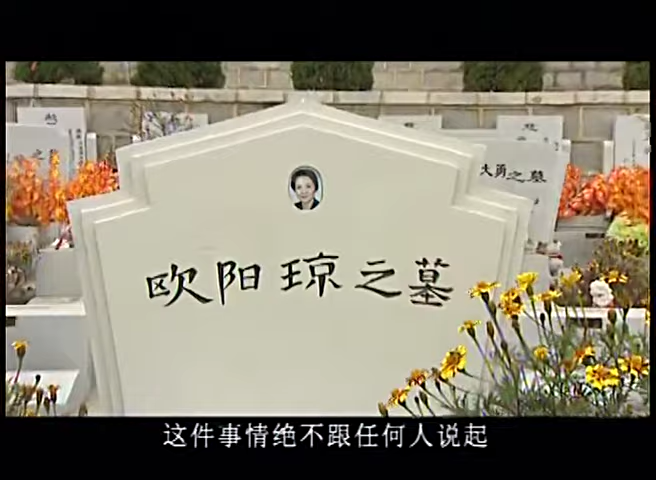 大勇之墓
欧阳琼之墓
这件事情绝不跟任何人说起